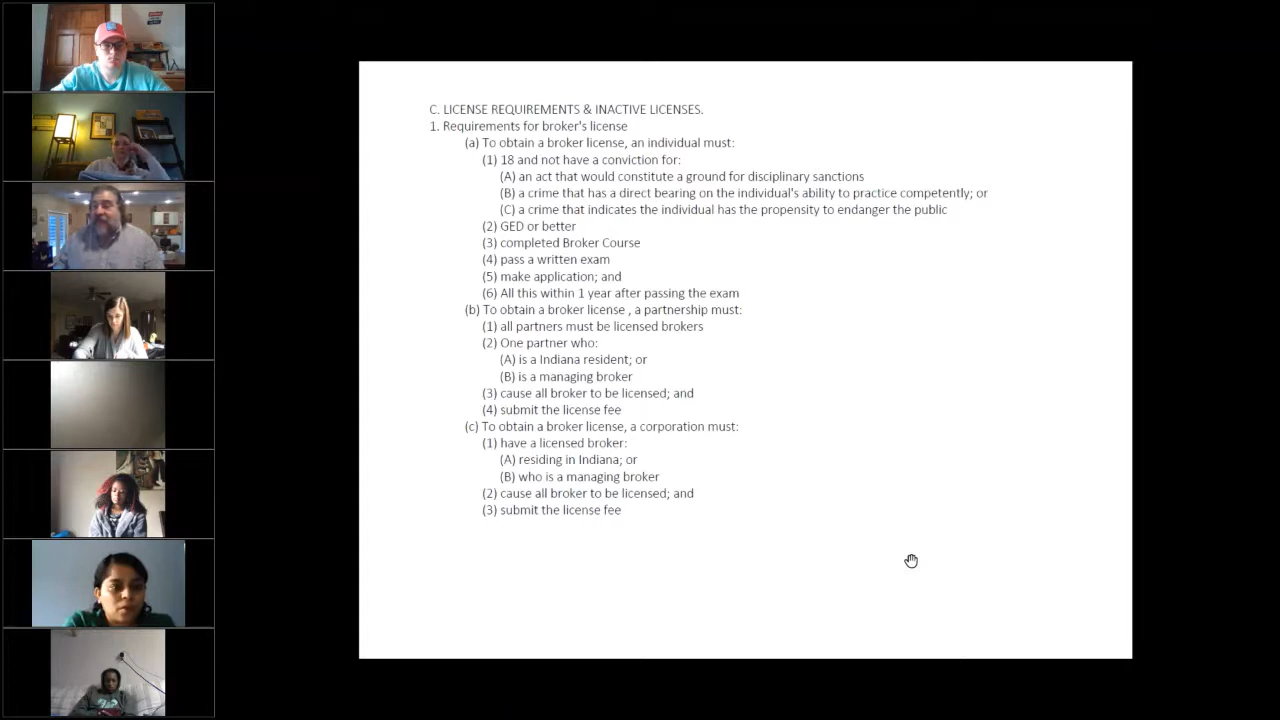 C. LICENSE REQUIREMENTS & INACTIVE LICENSES.
1. Requirements for broker's license
(a) To obtain a broker license, an individual must:
(1) 18 and not have a conviction for:
(A) an act that would constitute a ground for disciplinary sanctions
(B) a crime that has a direct bearing on the individual's ability to practice competently; or
(C) a crime that indicates the individual has the propensity to endanger the public
(2) GED or better
(3) completed Broker Course
(4) pass a written exam
(5) make application; and
(6) All this within 1 year after passing the exam
(b) To obtain a broker license , a partnership must:
(1) all partners must be licensed brokers
(2) One partner who:
(A) is a Indiana resident; or
(B) is a managing broker
(3) cause all broker to be licensed; and
(4) submit the license fee
(c) To obtain a broker license, a corporation must:
(1) have a licensed broker:
(A) residing in Indiana; or
(B) who is a managing broker
(2) cause all broker to be licensed; and
(3) submit the license fee